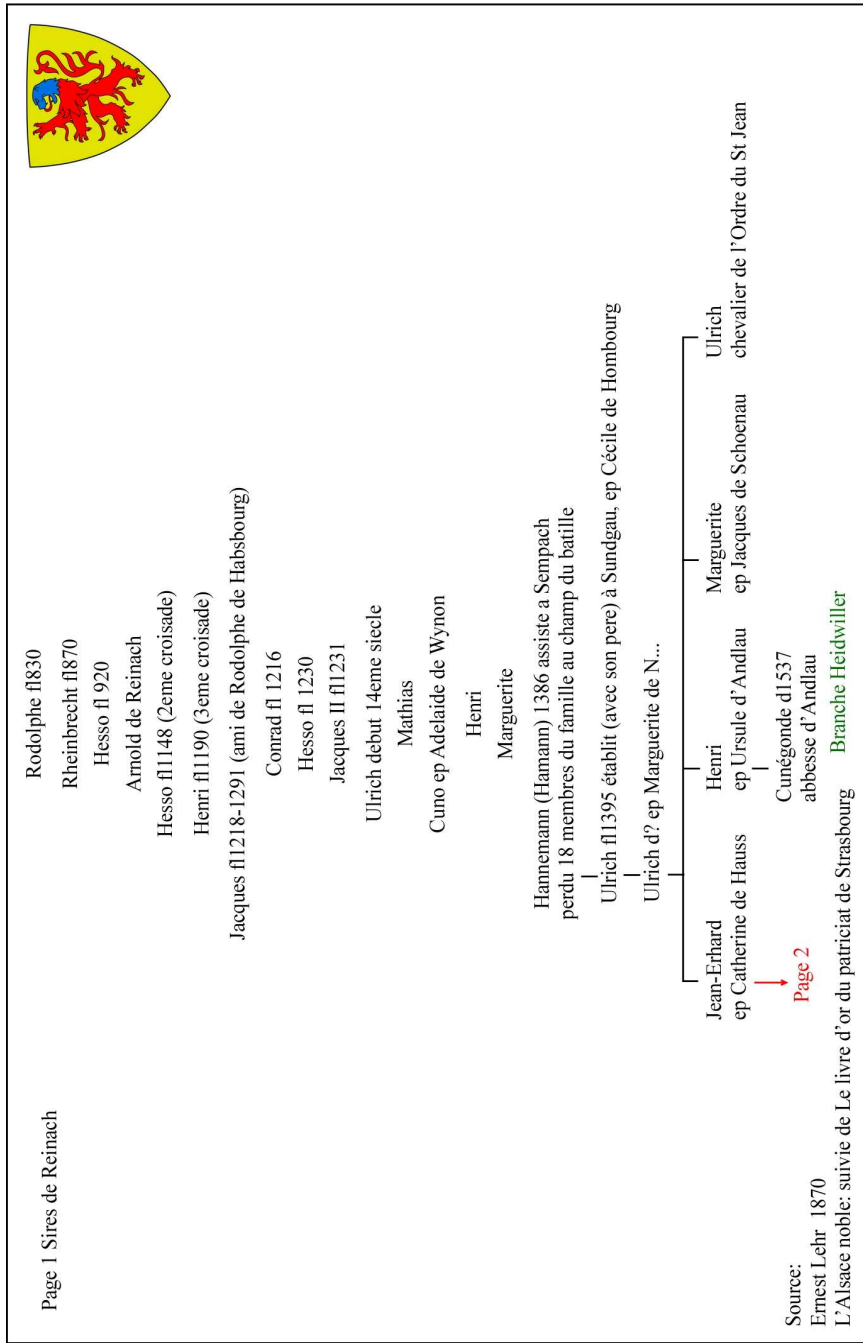 Page 1 Sires de Reinach
Rodolphe fl830
Rheinbrecht fl870
Hesso fl 920
Arnold de Reinach
Hesso fl1148 (2eme croisade)
Henri fl1190 (3eme croisade)
Jacques fl1218-1291 (ami de Rodolphe de Habsbourg)
Conrad fl 1216
Hesso fl 1230
Jacques II fl1231
Ulrich debut 14eme siecle
Mathias
Cuno ep Adelaide de Wynon
Henri
Marguerite
Hannemann (Hamann) 1386 assiste a Sempach
perdu 18 membres du famille au champ du batille
Ulrich fl1395 établit (avec son pere) à Sundgau, ep Cécile de Hombourg
Ulrich d? ep Marguerite de N...
Jean-Erhard
ep Catherine de Hauss
Page 2
Henri
ep Ursule d'Andlau
Cunégonde d1537
abbesse d'Andlau
Marguerite
ep Jacques de Schoenau
Ulrich
chevalier de l'Ordre du St Jean
Branche Heidwiller
Source:
Ernest Lehr 1870
L'Alsace noble: suivie de Le livre d'or du patriciat de Strasbourg